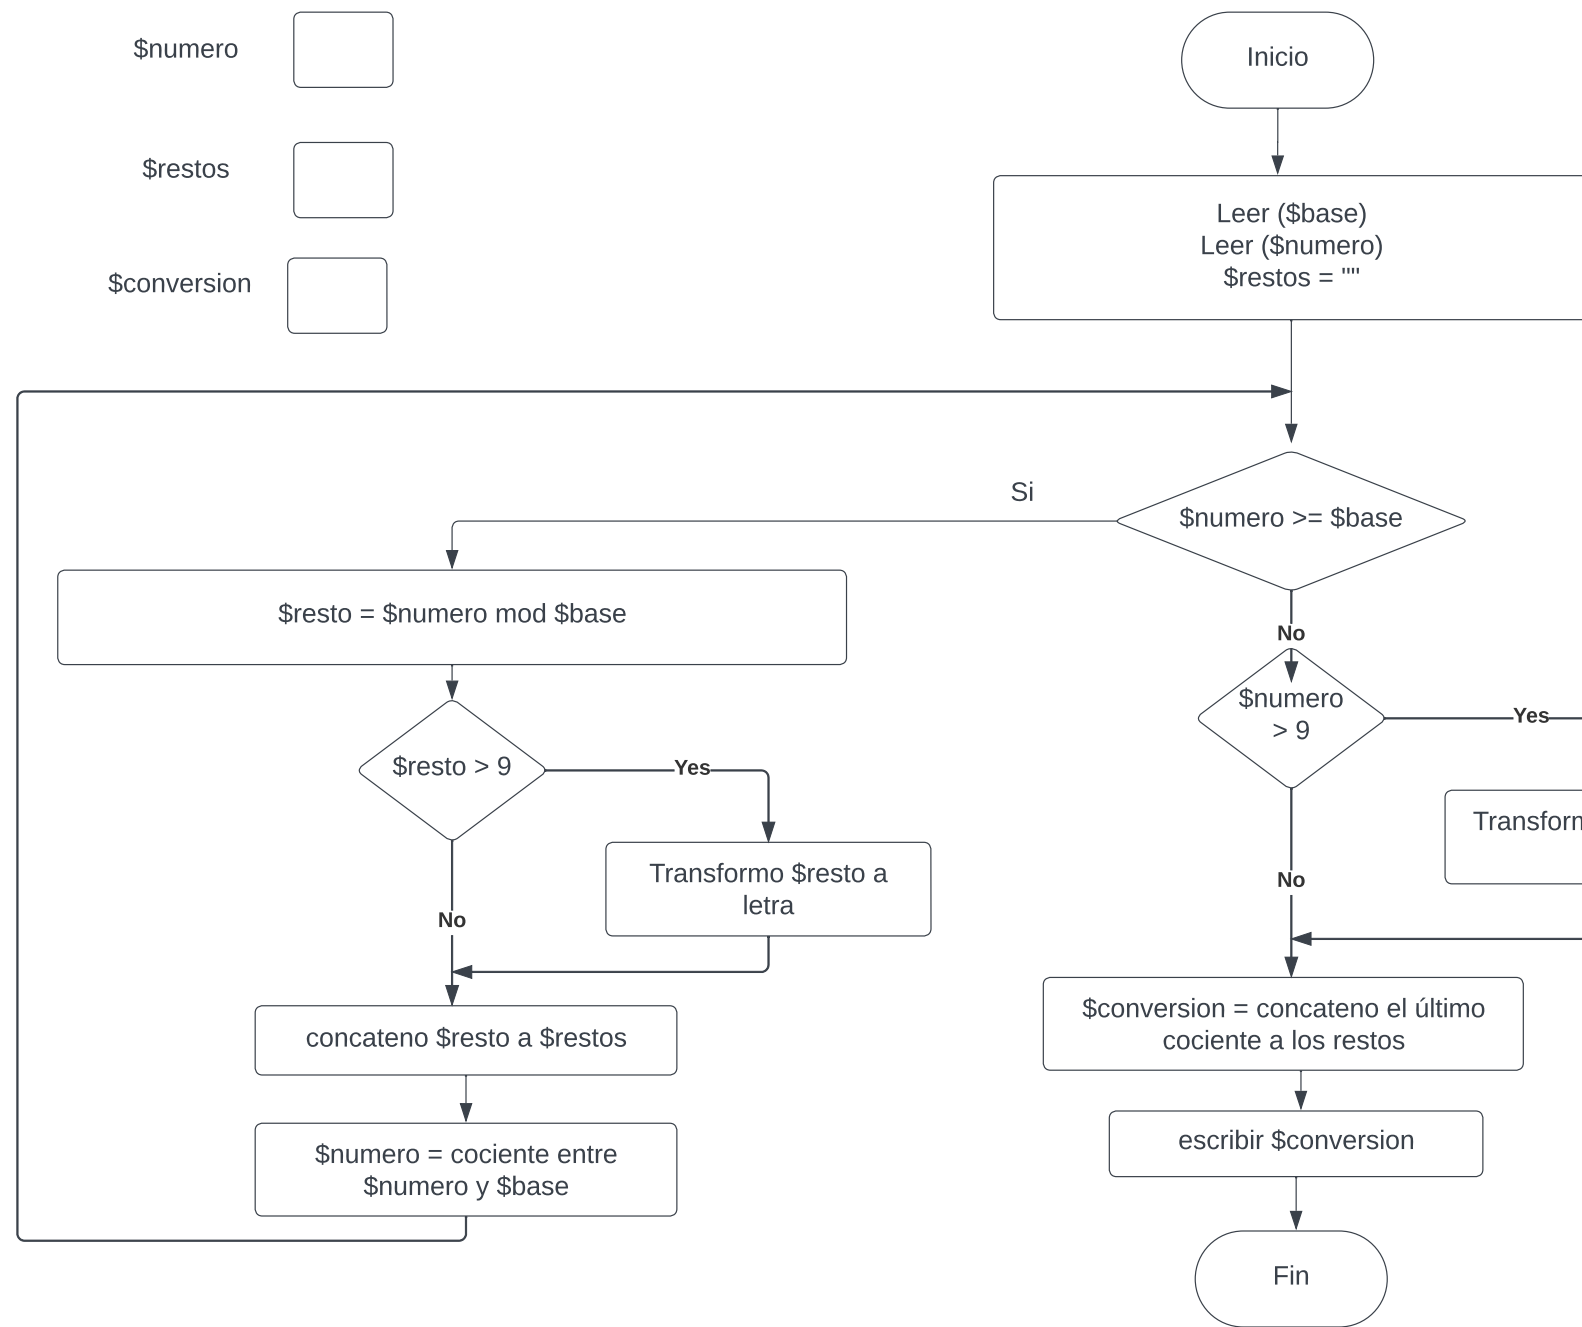 $numero
$restos
$conversion
Inicio
Leer ($base)
Leer ($numero)
$restos = ""
$numero >= $base
Si
$resto = $numero mod $base
$resto > 9
Yes
Transformo $resto a
letra
No
concateno $resto a $restos
$numero = cociente entre
$numero y $base
No
$numero
> 9
Yes
Transform
No
$conversion = concateno el último
cociente a los restos
escribir $conversion
Fin